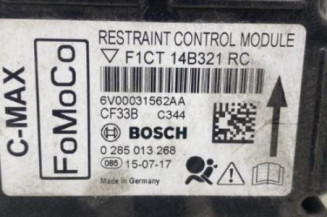 C-MAX
FoMoCo
RESTRAINT CONTROL MODULE
F1CT 14B321 RC
6V00031562AA
CF33B C344
BOSCH
0 285 013 268
085 15-07-17
Made in Germany